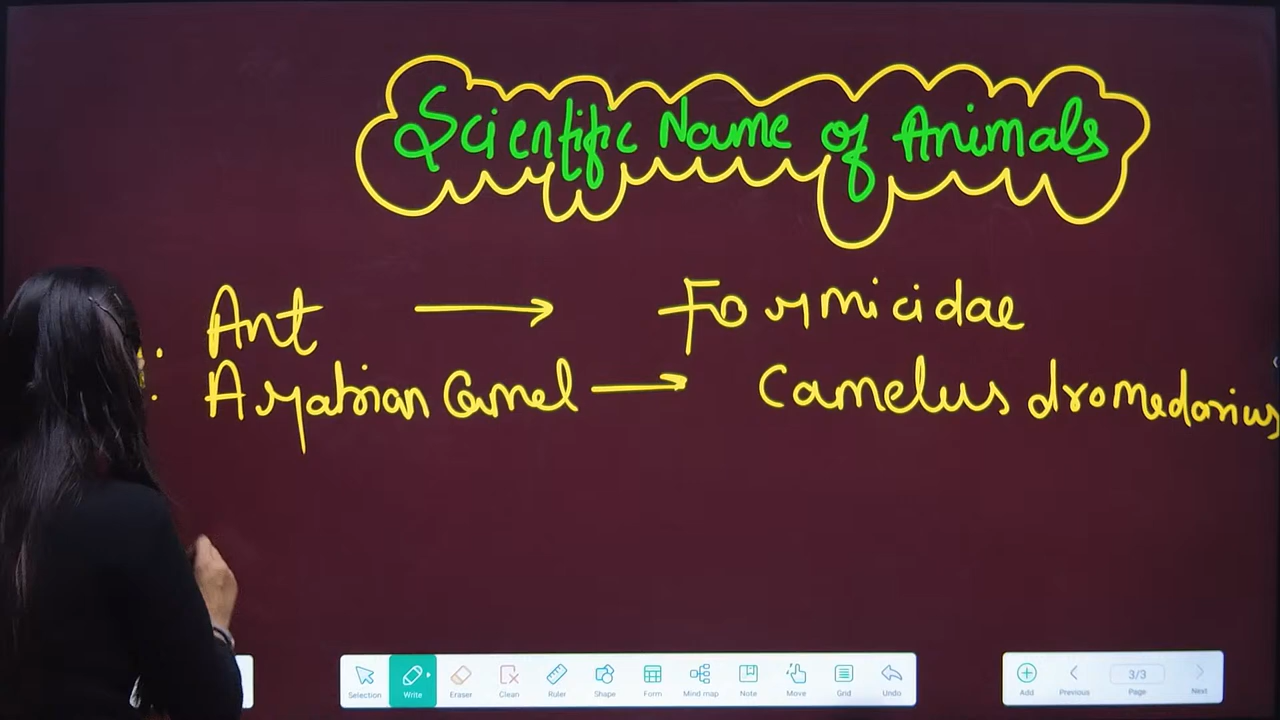 Scientific Name of Animals
Ant → Formicidae
Arabian Camel → Camelus dromedarius
Selection Write Eraser Clean Ruler Shape Form Mind map Note Move Grid Undo
Add Previous 3/3 Page Next